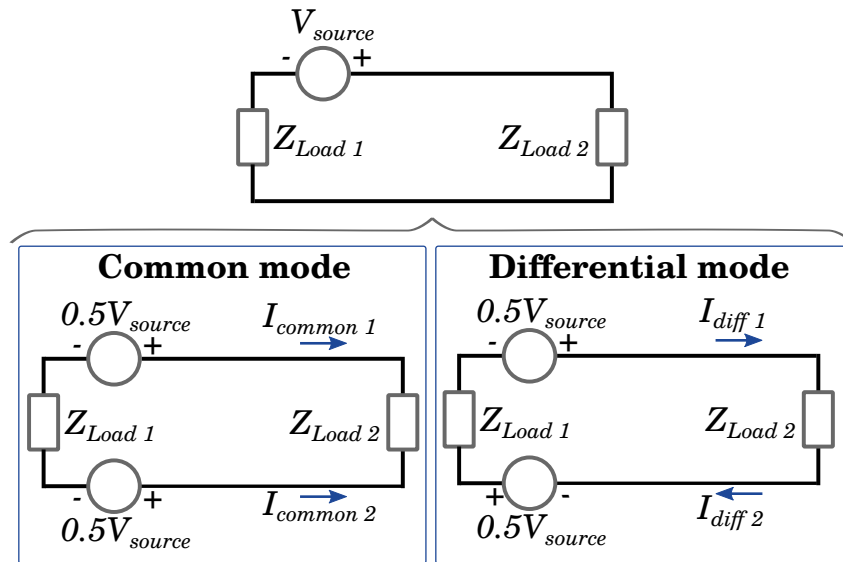 V_source
- +
Z_Load 1 Z_Load 2
Common mode
0.5V_source I_common 1
- +
Z_Load 1 Z_Load 2
- + I_common 2
0.5V_source
Differential mode
0.5V_source I_diff 1
- +
Z_Load 1 Z_Load 2
+ - I_diff 2
0.5V_source